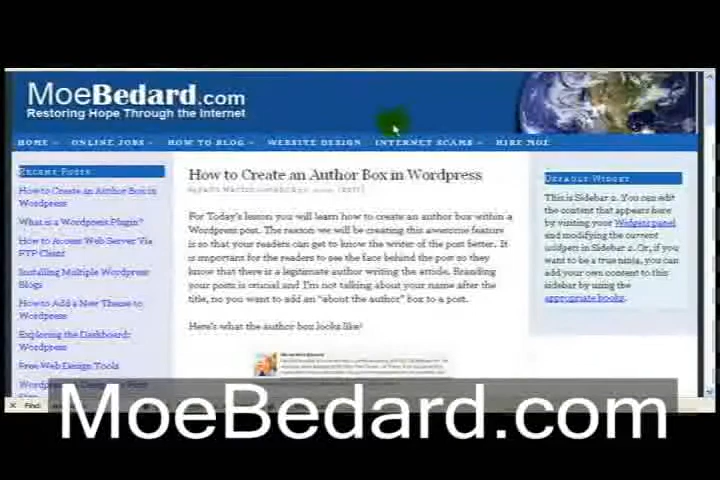 MoeBedard.com
Restoring Hope Through the Internet
HOME
ONLINE JOBS
HOW TO BLOG
WEBSITE DESIGN
INTERNET SCAMS
HIRE MOE
Recent Posts
How to Create an Author Box in
Wordpress
What is a Wordpress Plugin?
How to Access Web Server Via
FTP Client
Installing Multiple Wordpress
Blogs
How to Add a New Theme to
Wordpress
Exploring the Dashboard:
Wordpress
Free Web Design Tools
How to Create an Author Box in Wordpress
For Today's lesson you will learn how to create an author box within a
Wordpress post. The reason we will be creating this awesome feature
is so that your readers can get to know the writer of the post better. It
is important for the readers to see the face behind the post so they
know that there is a legitimate author writing the article. Branding
your posts is crucial and I'm not talking about your name after the
title, no you want to add an "about the author" box to a post.
Here's what the author box looks like!
Default Widget
This is Sidebar 2. You can edit
the content that appears here
by visiting your Widgets panel
and modifying the current
widgets in Sidebar 2. Or, if you
want to be a true ninja, you can
add your own content to this
sidebar by using the
appropriate hooks.
Find:
MoeBedard.com